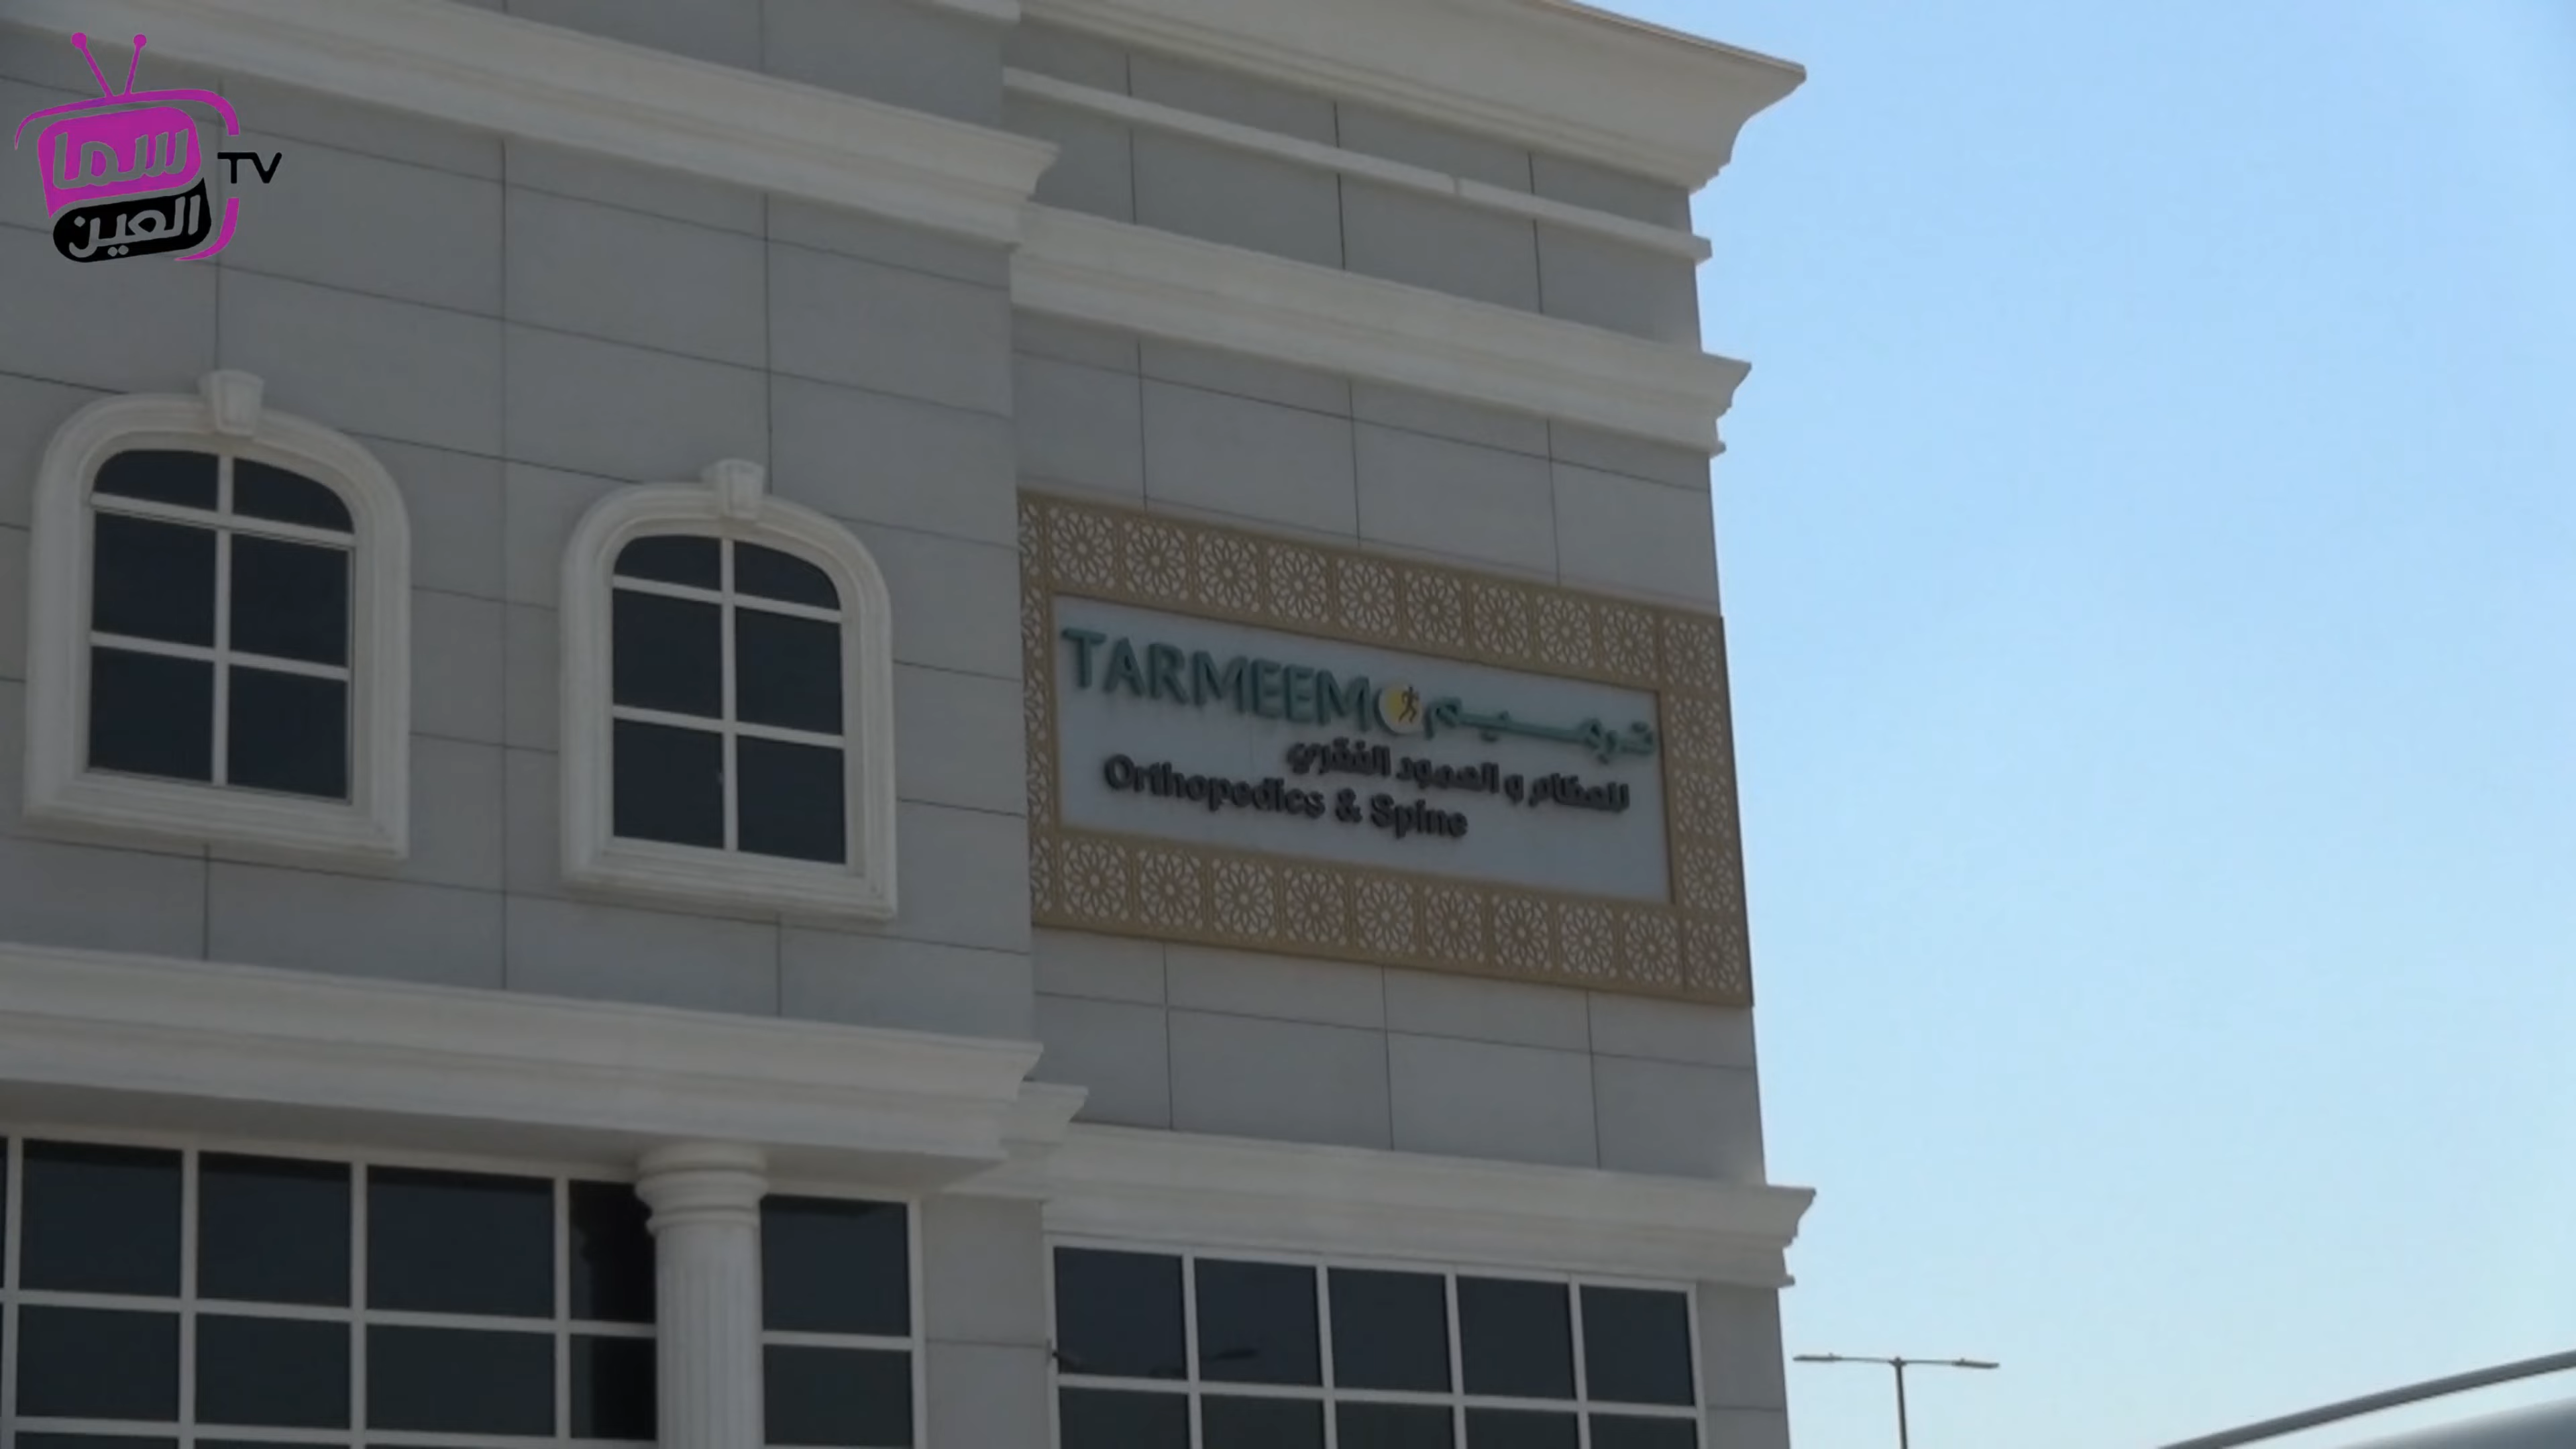 سما
العين
TV
TARMEEM ترميم
للعظام و العمود الفقري
Orthopedics & Spine